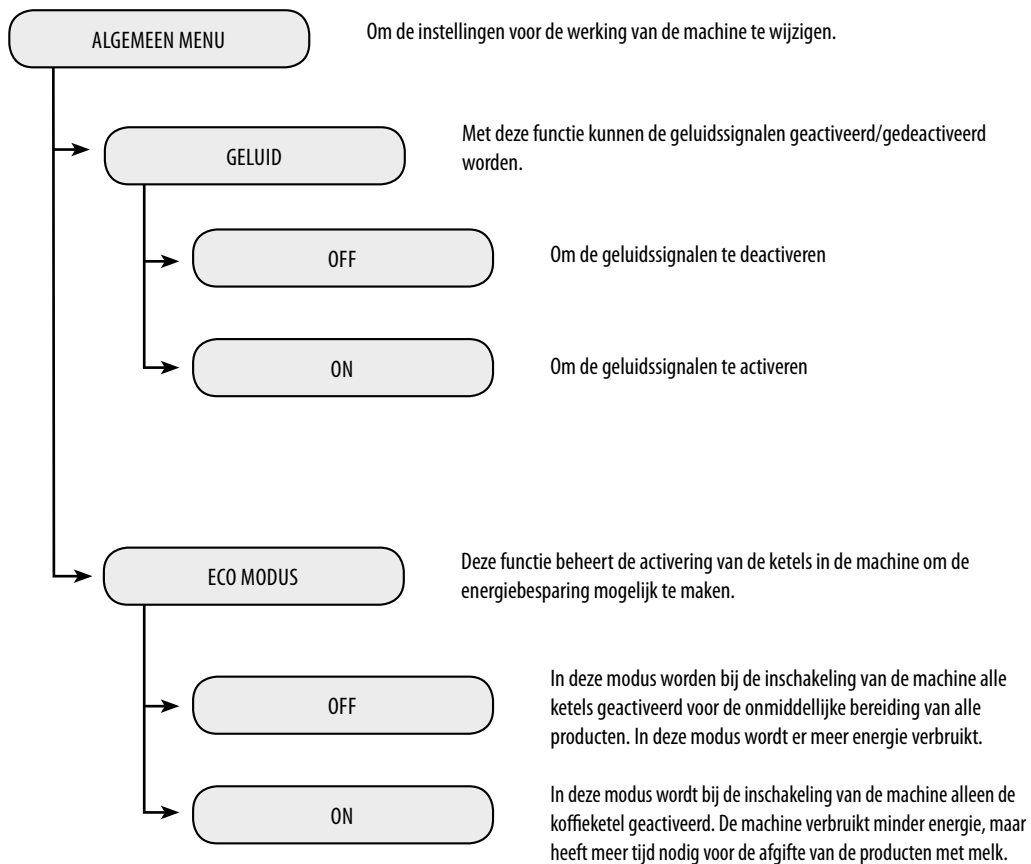 ALGEMEEN MENU
Om de instellingen voor de werking van de machine te wijzigen.
GELUID
Met deze functie kunnen de geluidssignalen geactiveerd/gedeactiveerd
worden.
OFF
Om de geluidssignalen te deactiveren
ON
Om de geluidssignalen te activeren
ECO MODUS
Deze functie beheert de activering van de ketels in de machine om de
energiebesparing mogelijk te maken.
OFF
In deze modus worden bij de inschakeling van de machine alle
ketels geactiveerd voor de onmiddellijke bereiding van alle
producten. In deze modus wordt er meer energie verbruikt.
ON
In deze modus wordt bij de inschakeling van de machine alleen de
koffieketel geactiveerd. De machine verbruikt minder energie, maar
heeft meer tijd nodig voor de afgifte van de producten met melk.